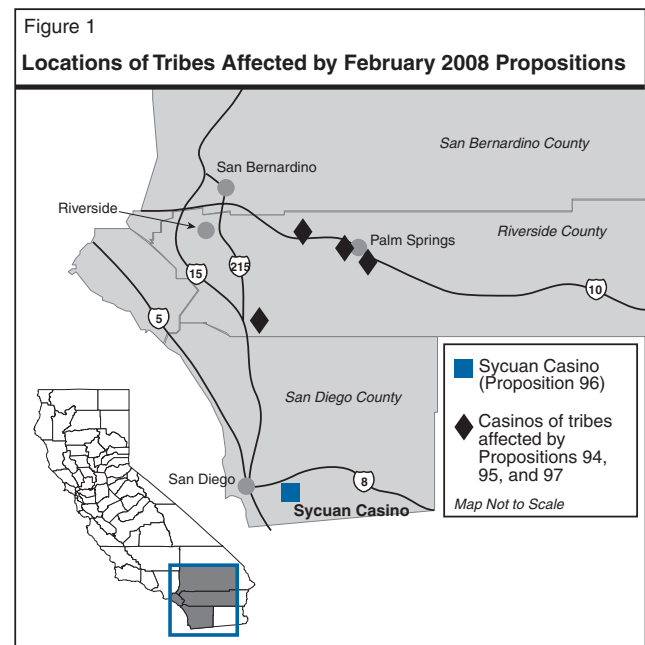 Figure 1
Locations of Tribes Affected by February 2008 Propositions
San Bernardino County
San Bernardino
Riverside
Palm Springs
Riverside County
215
15
10
5
San Diego County
San Diego
8
Sycuan Casino
Sycuan Casino
(Proposition 96)
Casinos of tribes
affected by
Propositions 94,
95, and 97
Map Not to Scale